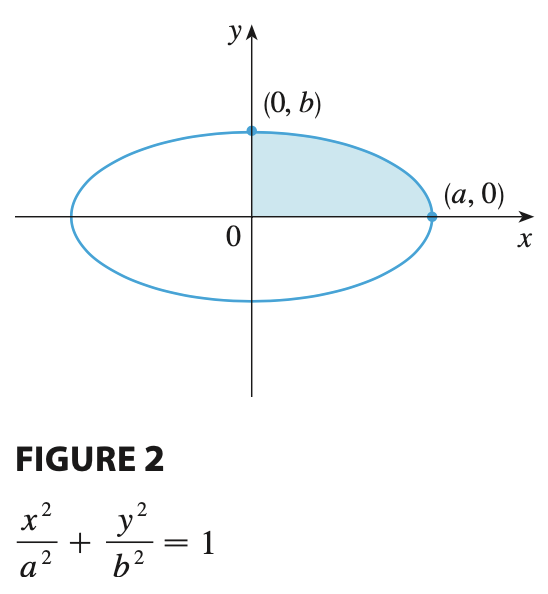 y
(0, b)
(a, 0)
0
x
FIGURE 2
x²/a² + y²/b² = 1